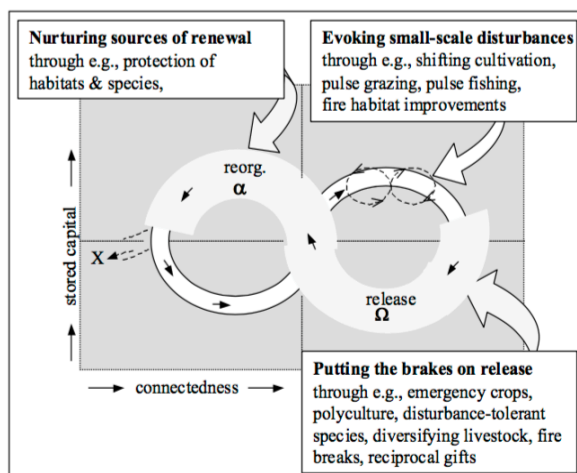 Nurturing sources of renewal
through e.g., protection of
habitats & species,
Evoking small-scale disturbances
through e.g., shifting cultivation,
pulse grazing, pulse fishing,
fire habitat improvements
reorg.
α
X
stored capital
release
Ω
connectedness
Putting the brakes on release
through e.g., emergency crops,
polyculture, disturbance-tolerant
species, diversifying livestock, fire
breaks, reciprocal gifts